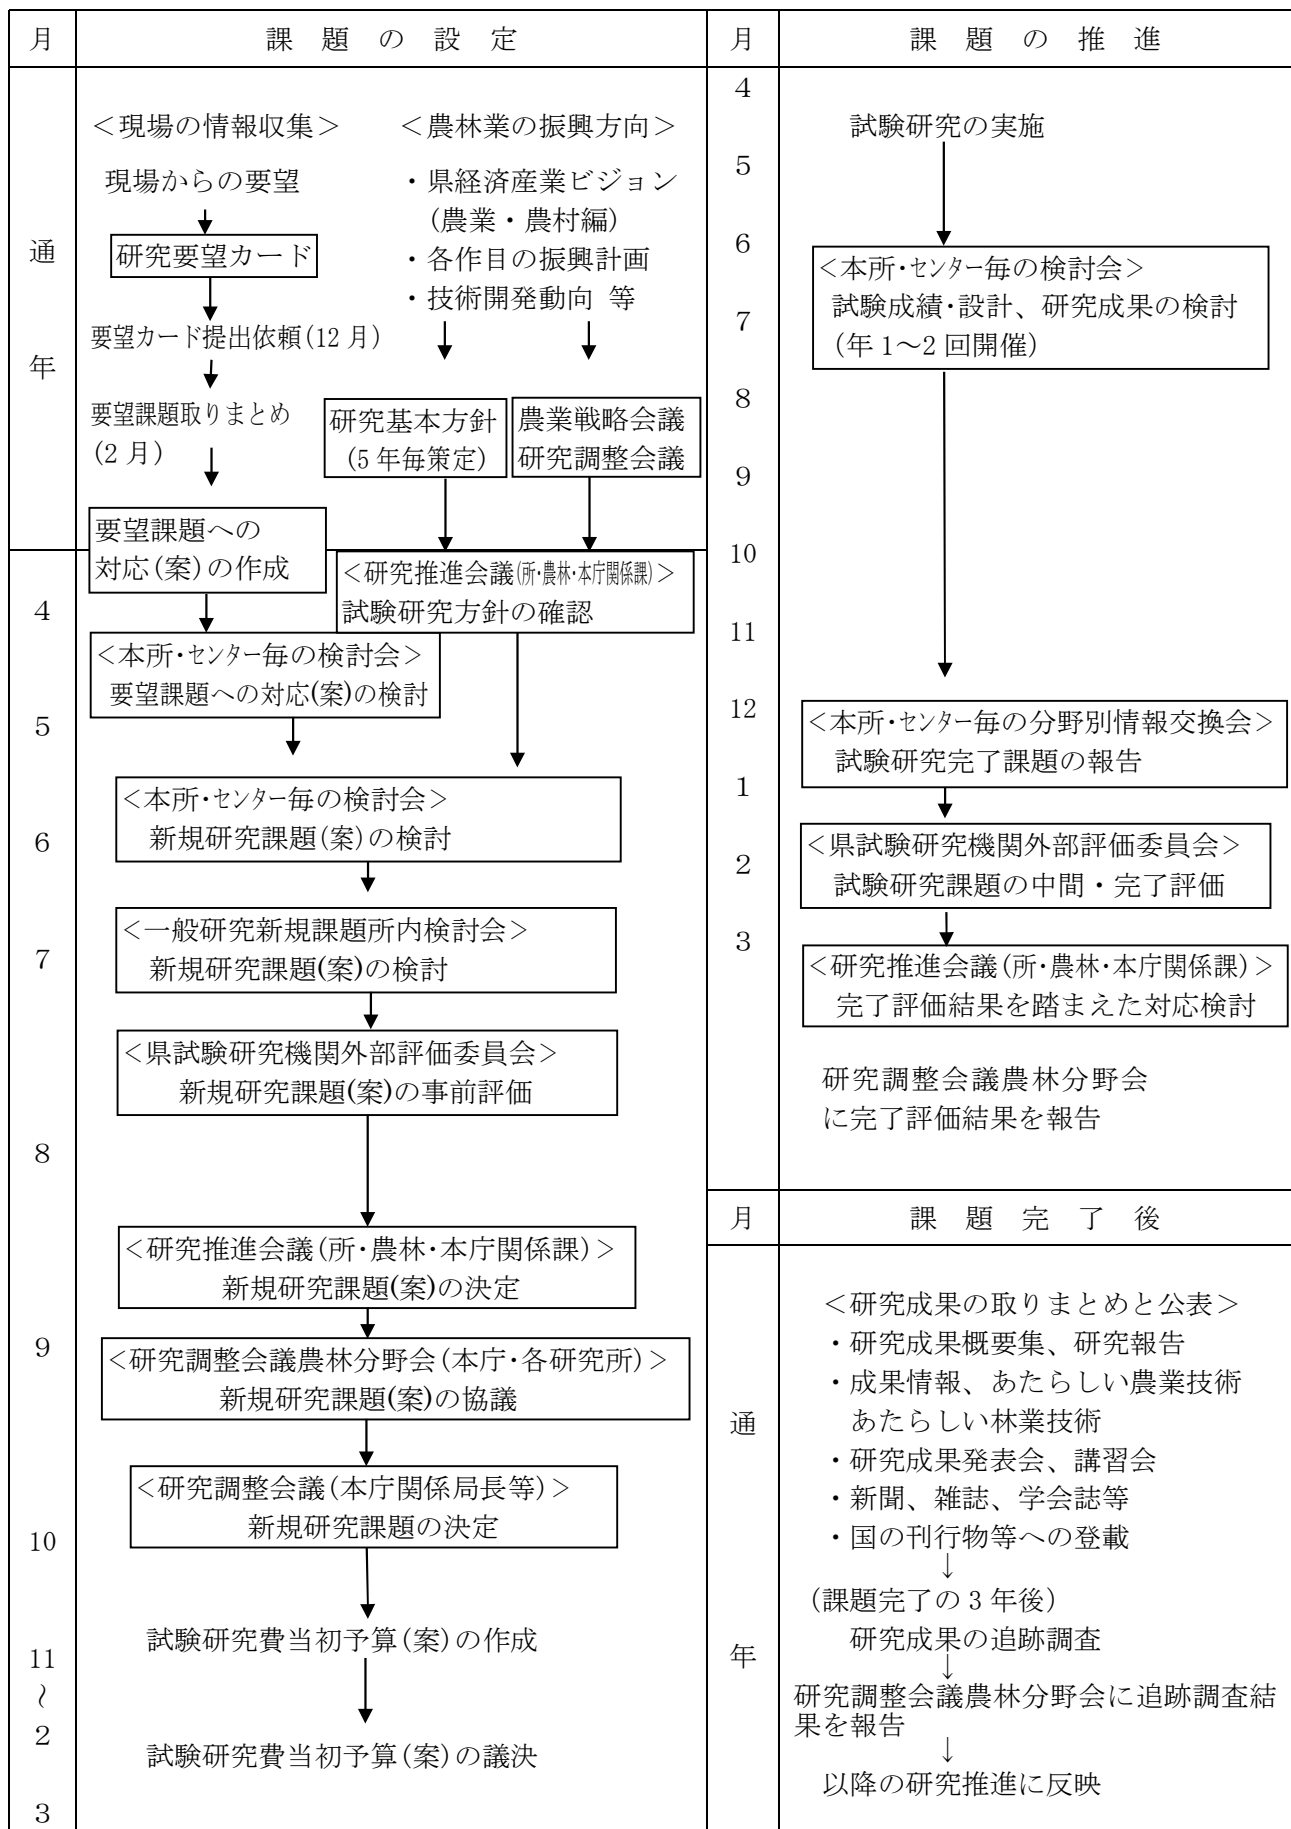 月
課題の設定
通
年
＜現場の情報収集＞
現場からの要望
研究要望カード
要望カード提出依頼(12月)
要望課題取りまとめ
(2月)
要望課題への
対応(案)の作成
＜農林業の振興方向＞
・県経済産業ビジョン
(農業・農村編)
・各作目の振興計画
・技術開発動向 等
研究基本方針
(5年毎策定)
農業戦略会議
研究調整会議
4
5
6
7
8
9
10
11
～
2
3
＜研究推進会議(所・農林・本庁関係課)＞
試験研究方針の確認
＜本所・センター毎の検討会＞
要望課題への対応(案)の検討
＜本所・センター毎の検討会＞
新規研究課題(案)の検討
＜一般研究新規課題所内検討会＞
新規研究課題(案)の検討
＜県試験研究機関外部評価委員会＞
新規研究課題(案)の事前評価
＜研究推進会議(所・農林・本庁関係課)＞
新規研究課題(案)の決定
＜研究調整会議農林分野会(本庁・各研究所)＞
新規研究課題(案)の協議
＜研究調整会議(本庁関係局長等)＞
新規研究課題の決定
試験研究費当初予算(案)の作成
試験研究費当初予算(案)の議決
月
課題の推進
4
5
6
7
8
9
10
11
12
1
2
3
試験研究の実施
＜本所・センター毎の検討会＞
試験成績・設計、研究成果の検討
(年1～2回開催)
＜本所・センター毎の分野別情報交換会＞
試験研究完了課題の報告
＜県試験研究機関外部評価委員会＞
試験研究課題の中間・完了評価
＜研究推進会議(所・農林・本庁関係課)＞
完了評価結果を踏まえた対応検討
研究調整会議農林分野会
に完了評価結果を報告
月
課題完了後
通
年
＜研究成果の取りまとめと公表＞
・研究成果概要集、研究報告
・成果情報、あたらしい農業技術
あたらしい林業技術
・研究成果発表会、講習会
・新聞、雑誌、学会誌等
・国の刊行物等への登載
↓
(課題完了の3年後)
研究成果の追跡調査
↓
研究調整会議農林分野会に追跡調査結
果を報告
↓
以降の研究推進に反映